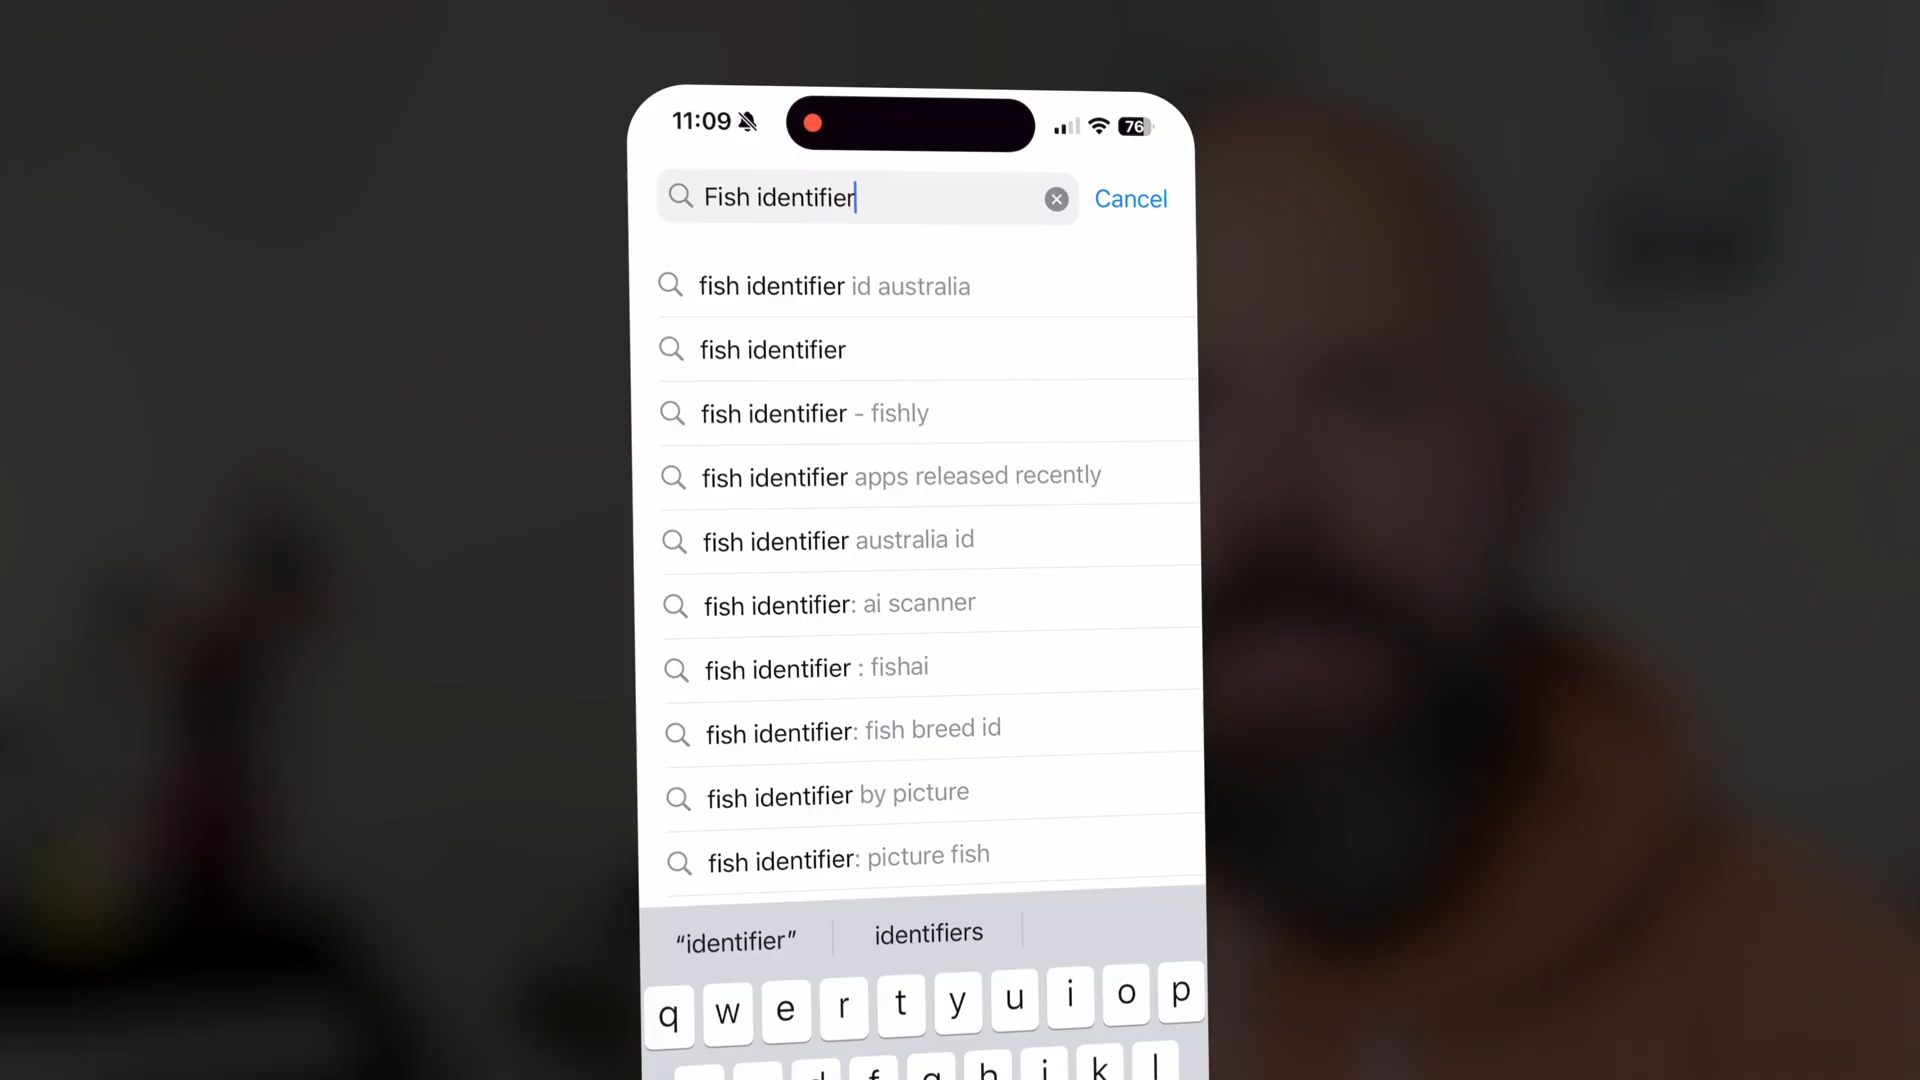 11:09
76
Fish identifier
Cancel
fish identifier id australia
fish identifier
fish identifier - fishly
fish identifier apps released recently
fish identifier australia id
fish identifier: ai scanner
fish identifier : fishai
fish identifier: fish breed id
fish identifier by picture
fish identifier: picture fish
“identifier” identifiers
q w e r t y u i o p
d f g h j k l